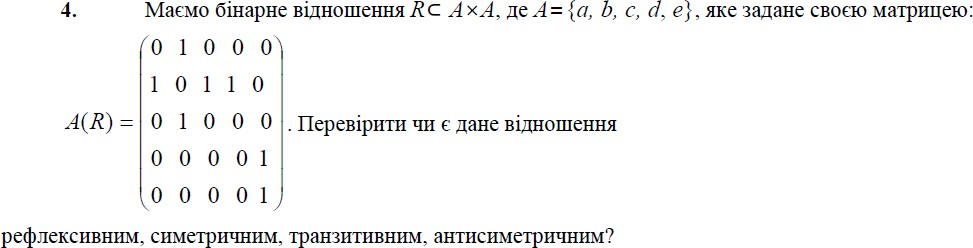 4. Маємо бінарне відношення R⊂ A×A, де A={a, b, c, d, e}, яке задане своєю матрицею:
0 1 0 0 0
1 0 1 1 0
A(R) = 0 1 0 0 0 . Перевірити чи є дане відношення
0 0 0 0 1
0 0 0 0 1
рефлексивним, симетричним, транзитивним, антисиметричним?